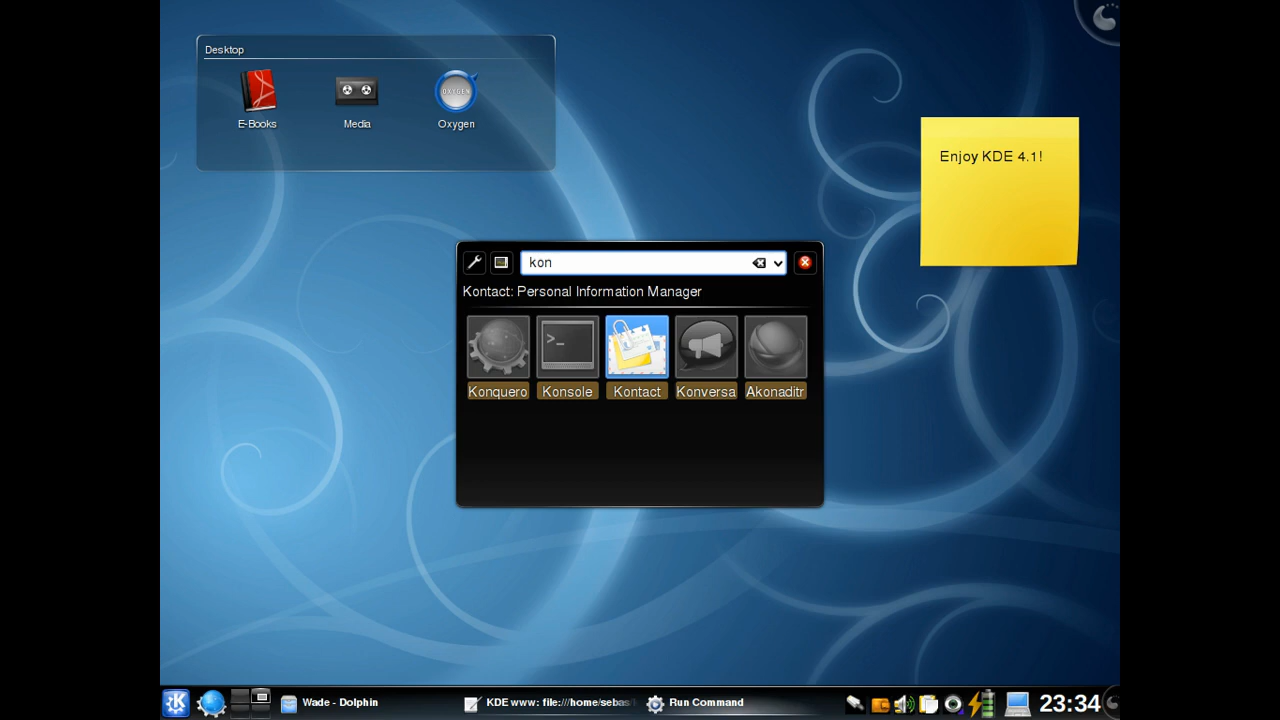 Desktop
E-Books
Media
Oxygen
OXYGEN
Enjoy KDE 4.1!
kon
Kontact: Personal Information Manager
>_
Konquero
Konsole
Kontact
Konversa
Akonaditr
Wade - Dolphin
KDE www: file:///home/sebas/
Run Command
23:34